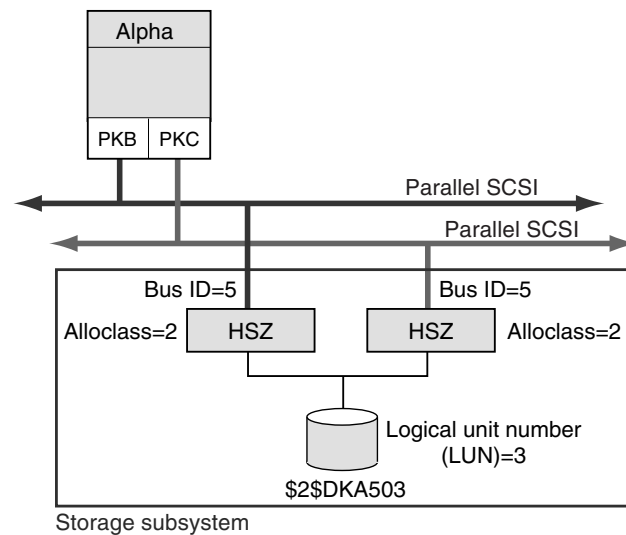 Alpha
PKB
PKC
Parallel SCSI
Parallel SCSI
Bus ID=5
Bus ID=5
Alloclass=2
HSZ
HSZ
Alloclass=2
Logical unit number
(LUN)=3
$2$DKA503
Storage subsystem